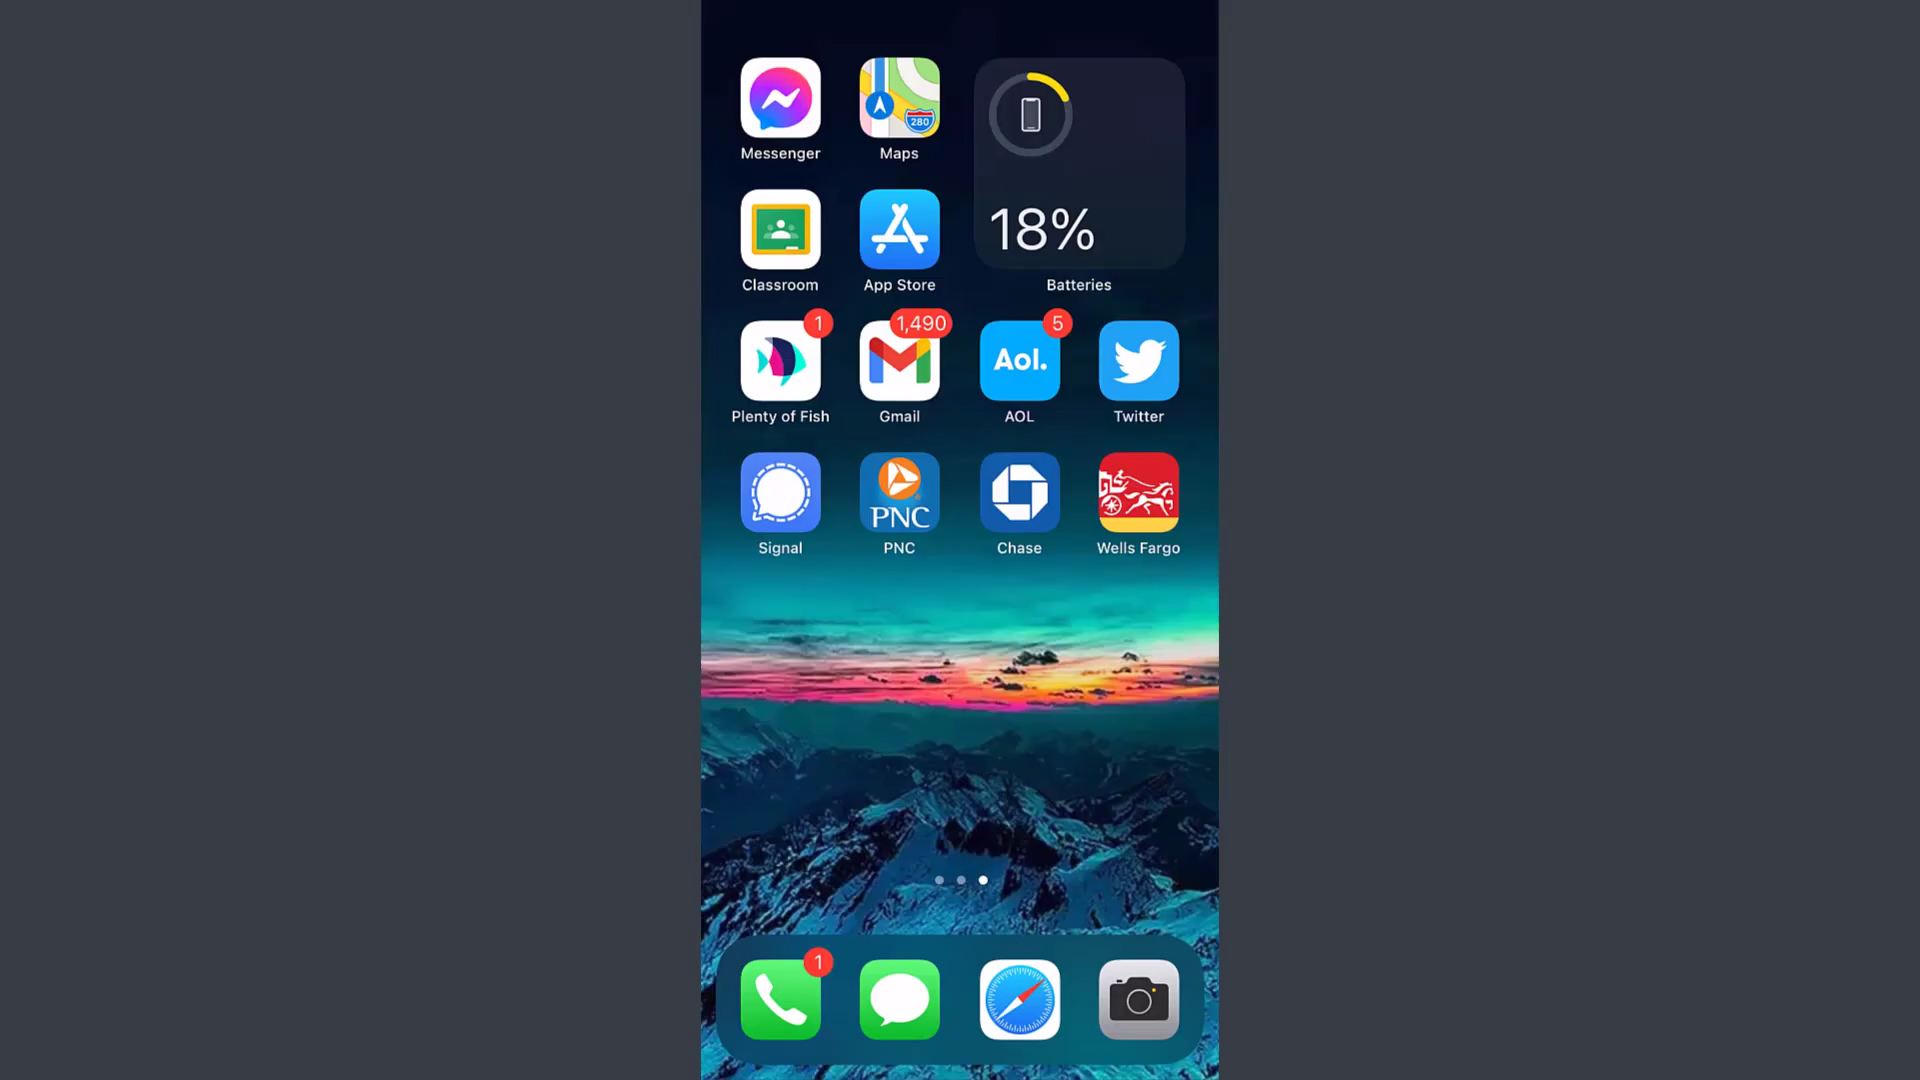 280
Messenger
Maps
18%
Classroom
App Store
Batteries
1
1,490
5
Aol.
Plenty of Fish
Gmail
AOL
Twitter
PNC
Signal
PNC
Chase
Wells Fargo
1